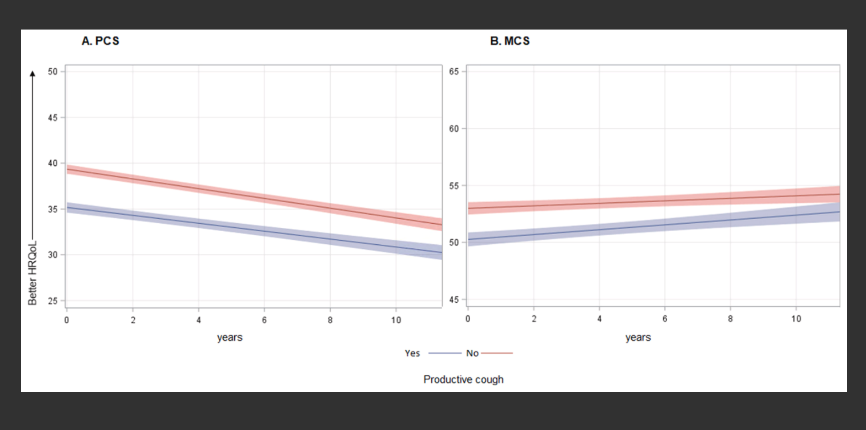 A. PCS
B. MCS
Better HRQoL
50
45
40
35
30
25
0 2 4 6 8 10
years
65
60
55
50
45
0 2 4 6 8 10
years
Yes No
Productive cough